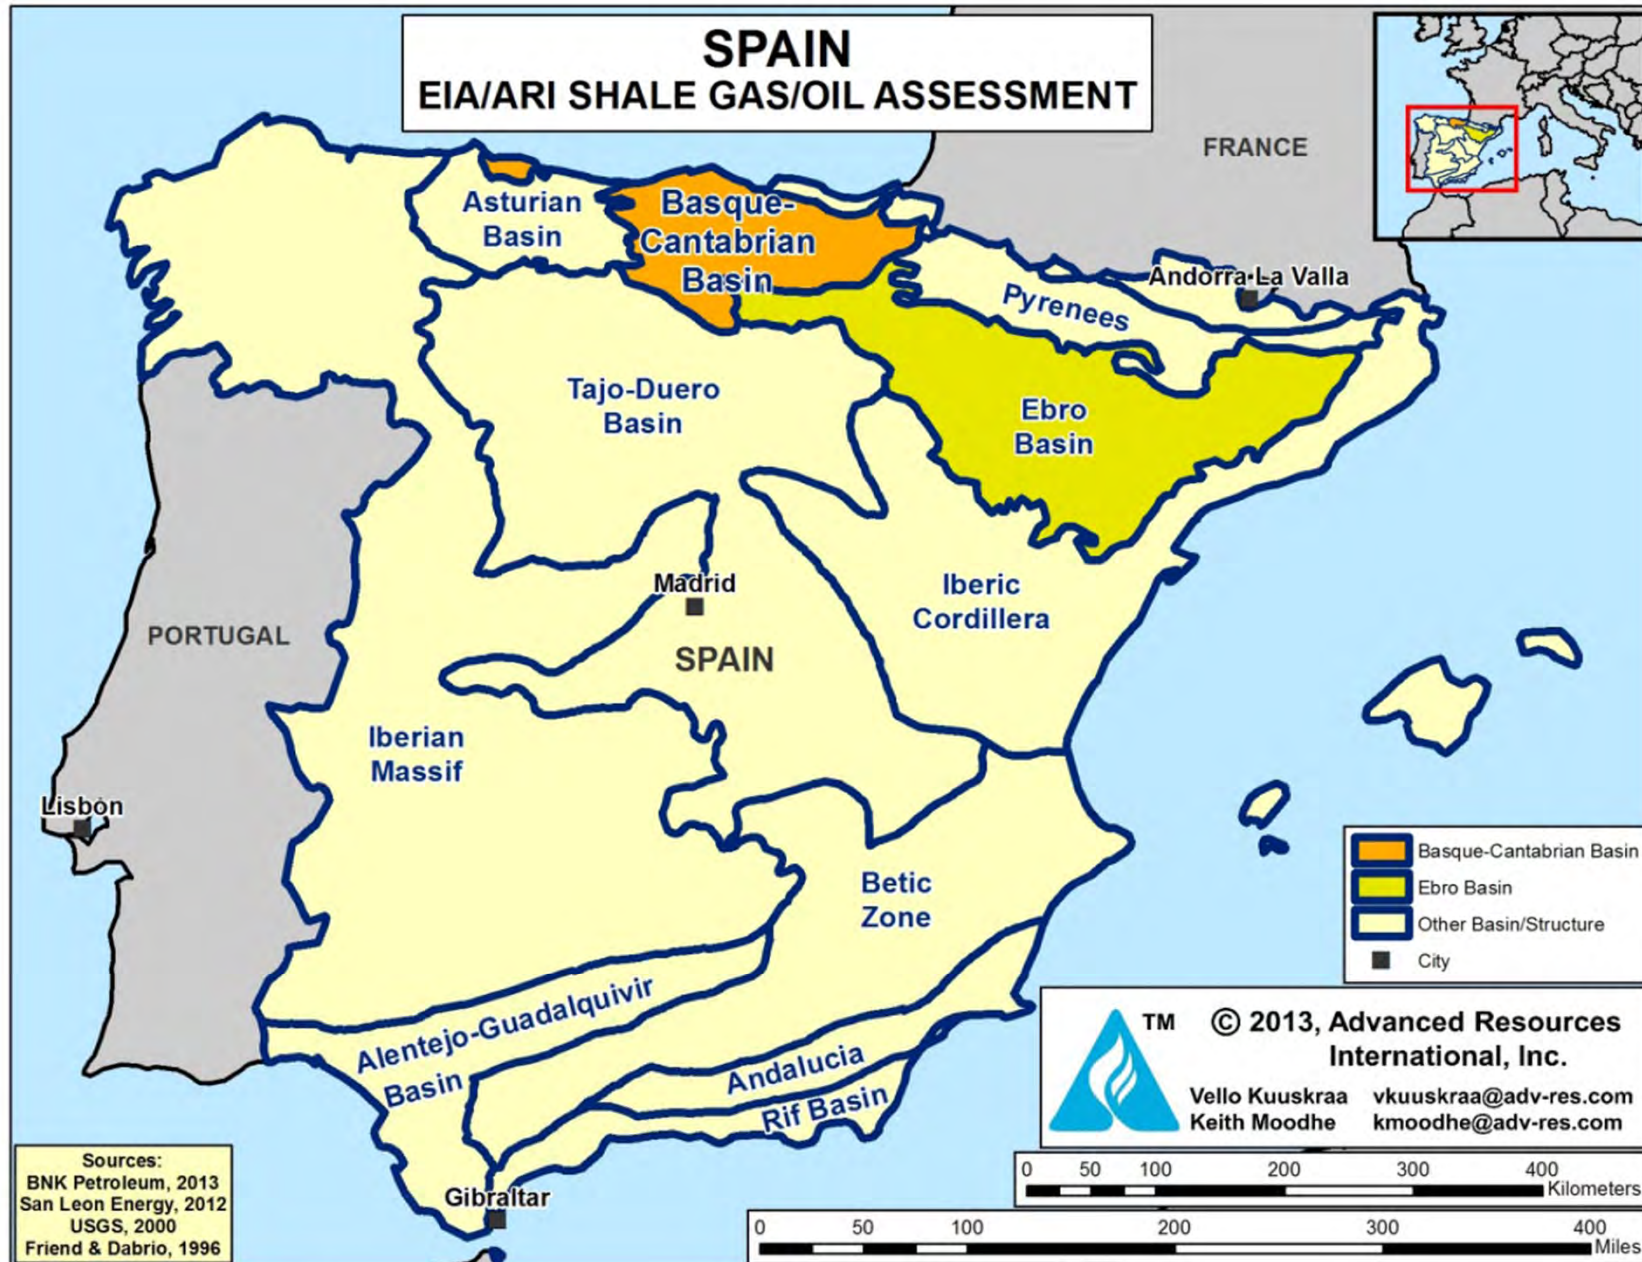 SPAIN
EIA/ARI SHALE GAS/OIL ASSESSMENT
FRANCE
Asturian
Basin
Basque-
Cantabrian
Basin
Andorra La Valla
Pyrenees
Tajo-Duero
Basin
Ebro
Basin
Madrid
Iberic
Cordillera
PORTUGAL
SPAIN
Iberian
Massif
Lisbon
Betic
Zone
Basque-Cantabrian Basin
Ebro Basin
Other Basin/Structure
City
Alentejo-Guadalquivir
Basin
Andalucia
Rif Basin
Gibraltar
TM
© 2013, Advanced Resources
International, Inc.
Vello Kuuskraa vkuuskraa@adv-res.com
Keith Moodhe kmoodhe@adv-res.com
Sources:
BNK Petroleum, 2013
San Leon Energy, 2012
USGS, 2000
Friend & Dabrio, 1996
0 50 100 200 300 400
Kilometers
0 50 100 200 300 400
Miles